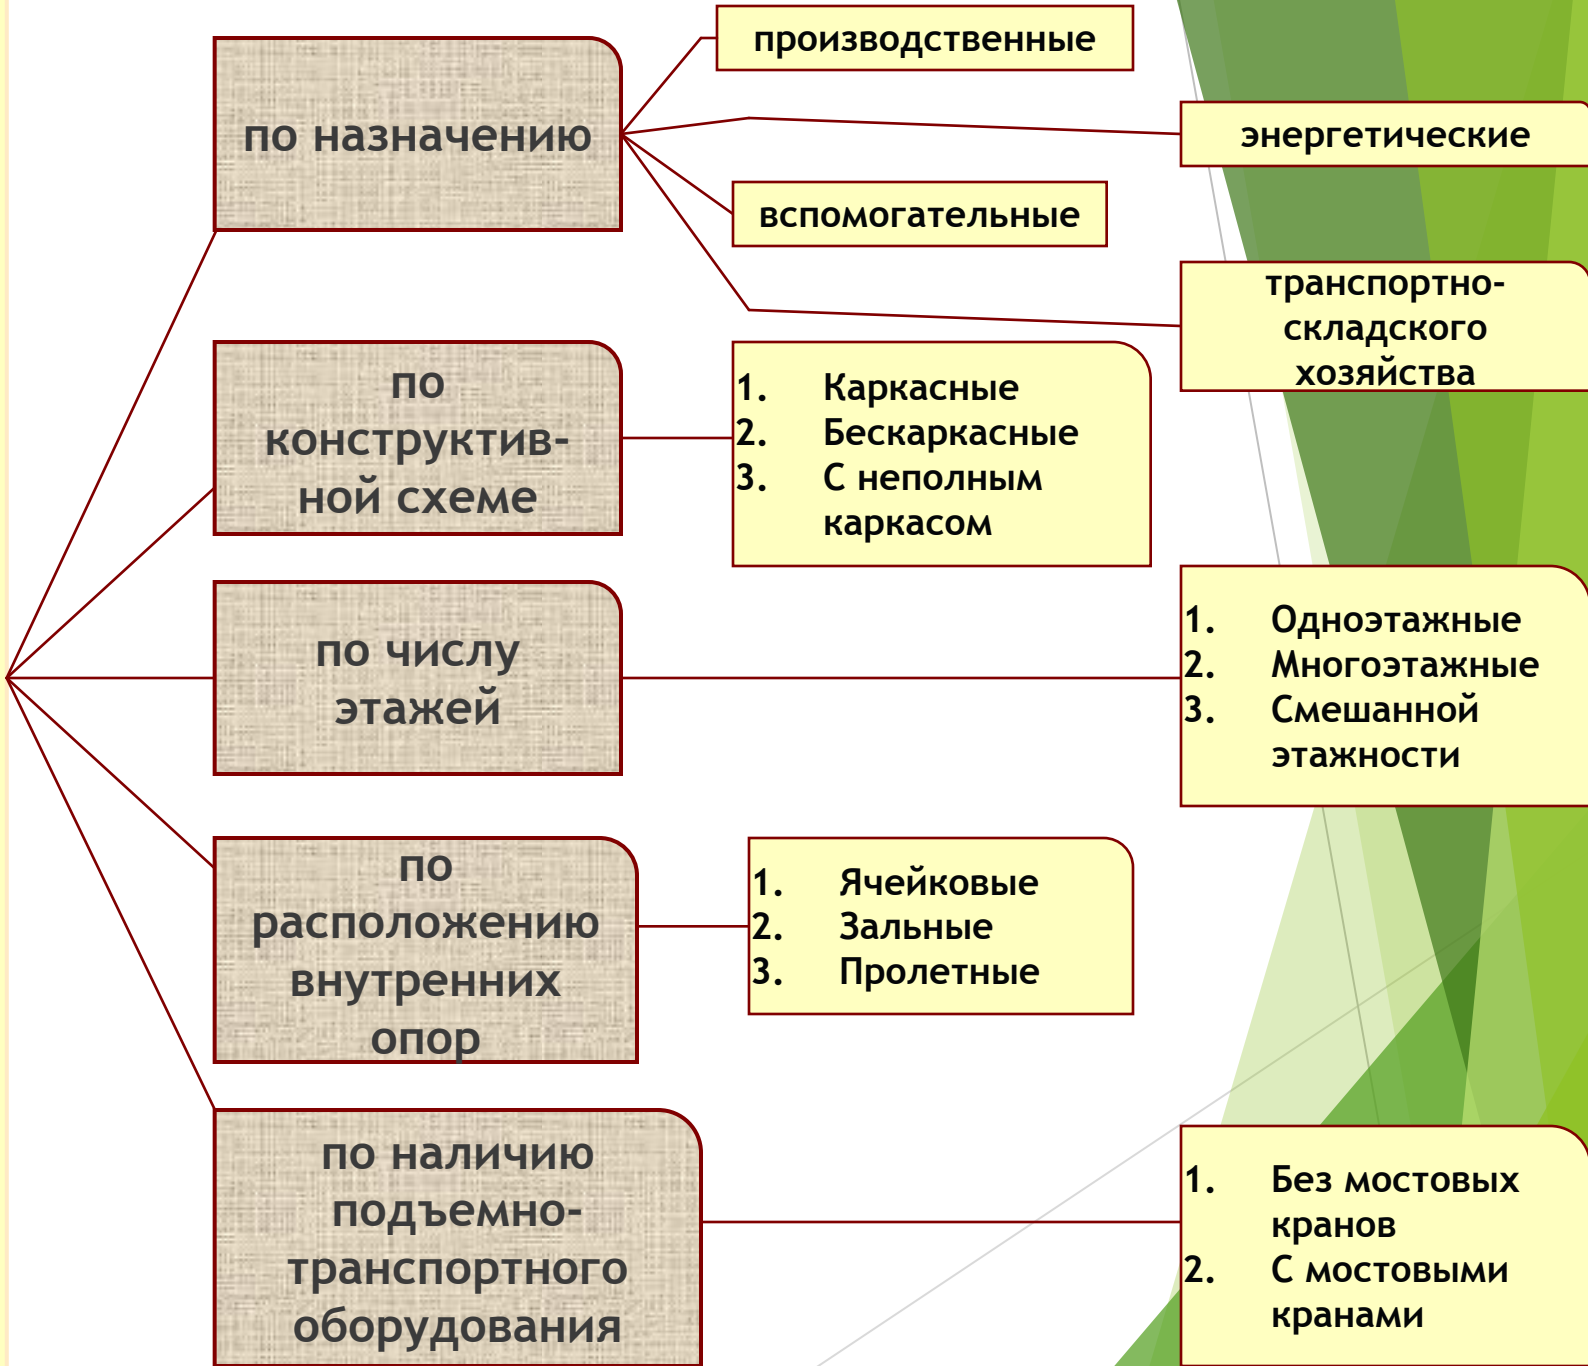 по назначению
производственные
энергетические
вспомогательные
транспортно-
складского
хозяйства
по
конструктив-
ной схеме
1. Каркасные
2. Бескаркасные
3. С неполным
каркасом
по числу
этажей
1. Одноэтажные
2. Многоэтажные
3. Смешанной
этажности
по
расположению
внутренних
опор
1. Ячейковые
2. Зальные
3. Пролетные
по наличию
подъемно-
транспортного
оборудования
1. Без мостовых
кранов
2. С мостовыми
кранами